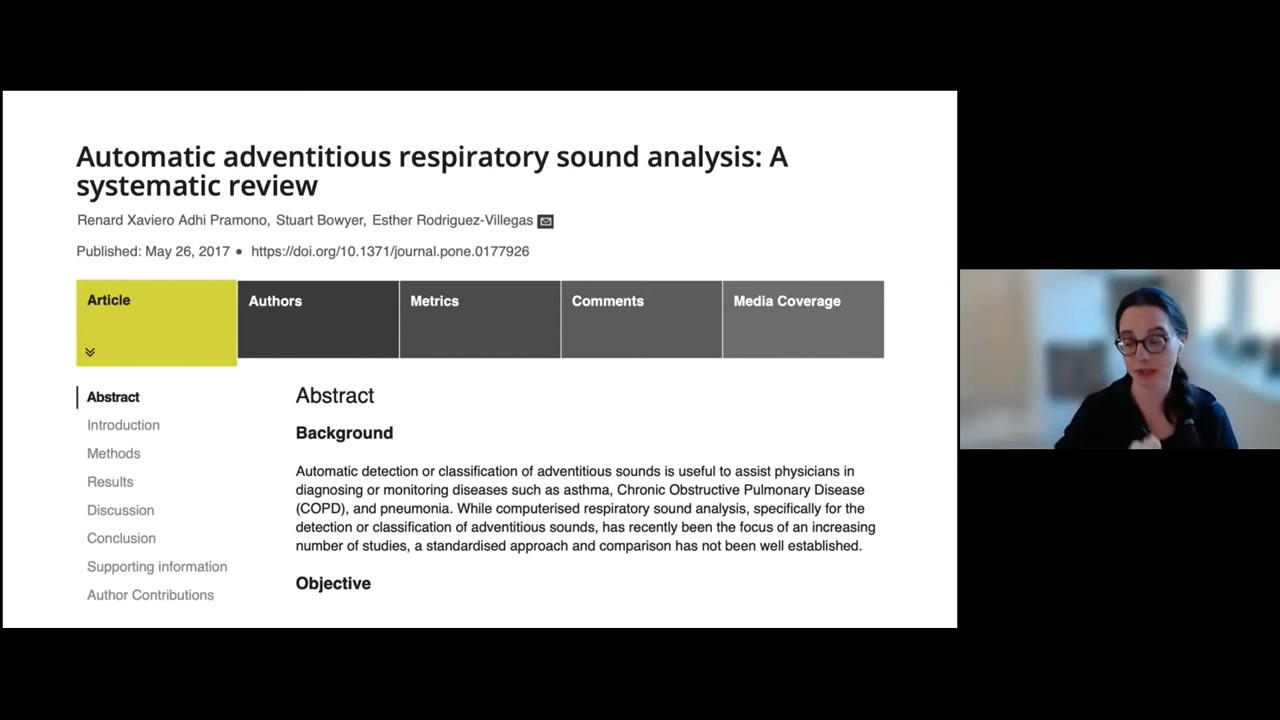 Automatic adventitious respiratory sound analysis: A
systematic review
Renard Xaviero Adhi Pramono, Stuart Bowyer, Esther Rodriguez-Villegas
Published: May 26, 2017 • https://doi.org/10.1371/journal.pone.0177926
Article
Authors
Metrics
Comments
Media Coverage
Abstract
Introduction
Methods
Results
Discussion
Conclusion
Supporting information
Author Contributions
Abstract
Background
Automatic detection or classification of adventitious sounds is useful to assist physicians in
diagnosing or monitoring diseases such as asthma, Chronic Obstructive Pulmonary Disease
(COPD), and pneumonia. While computerised respiratory sound analysis, specifically for the
detection or classification of adventitious sounds, has recently been the focus of an increasing
number of studies, a standardised approach and comparison has not been well established.
Objective